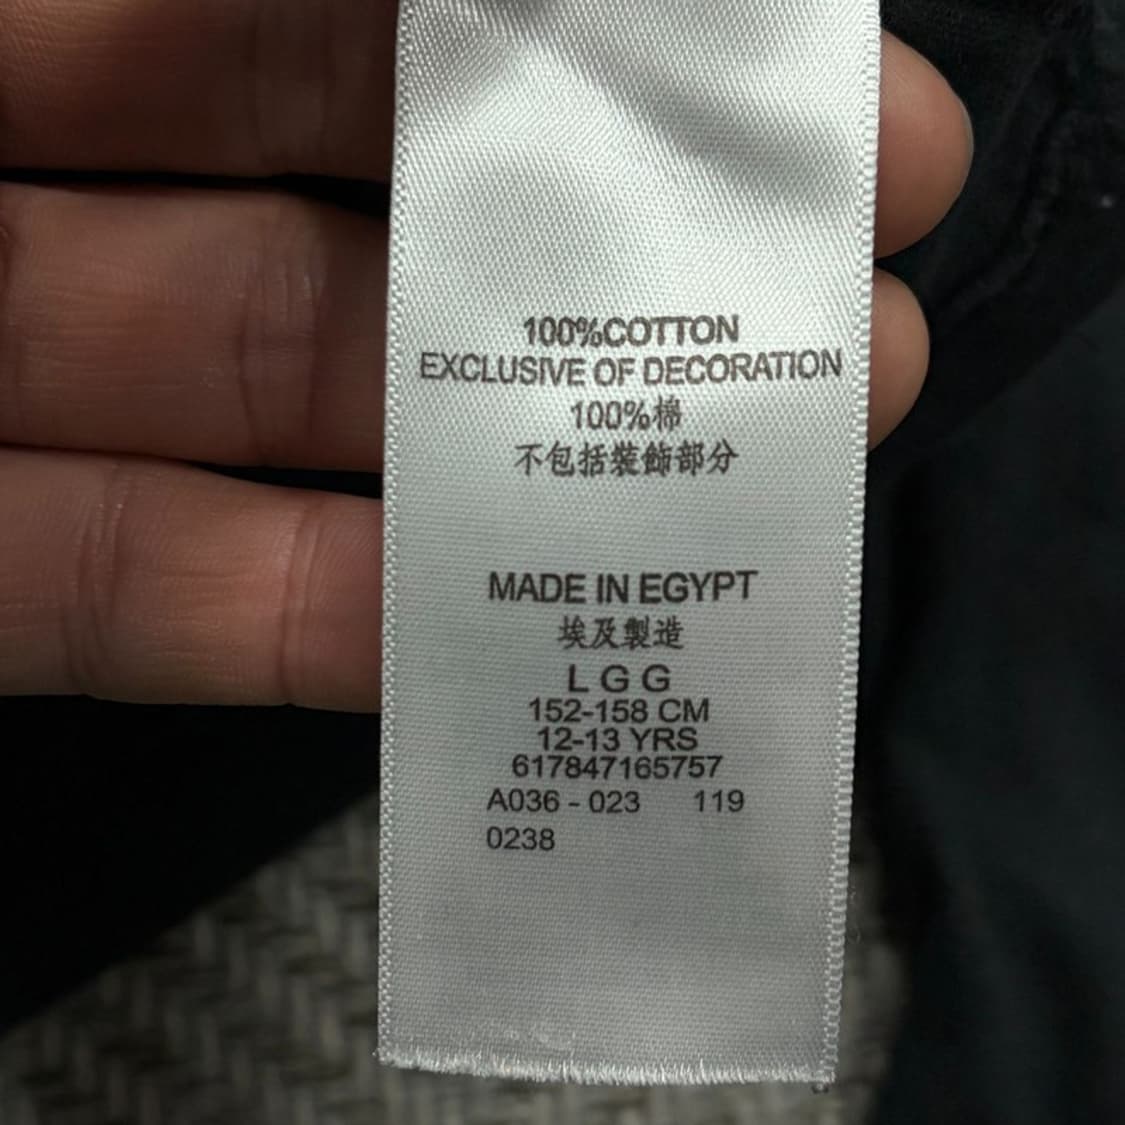 100%COTTON
EXCLUSIVE OF DECORATION
100%棉
不包括裝飾部分
MADE IN EGYPT
埃及製造
L G G
152-158 CM
12-13 YRS
617847165757
A036 - 023 119
0238